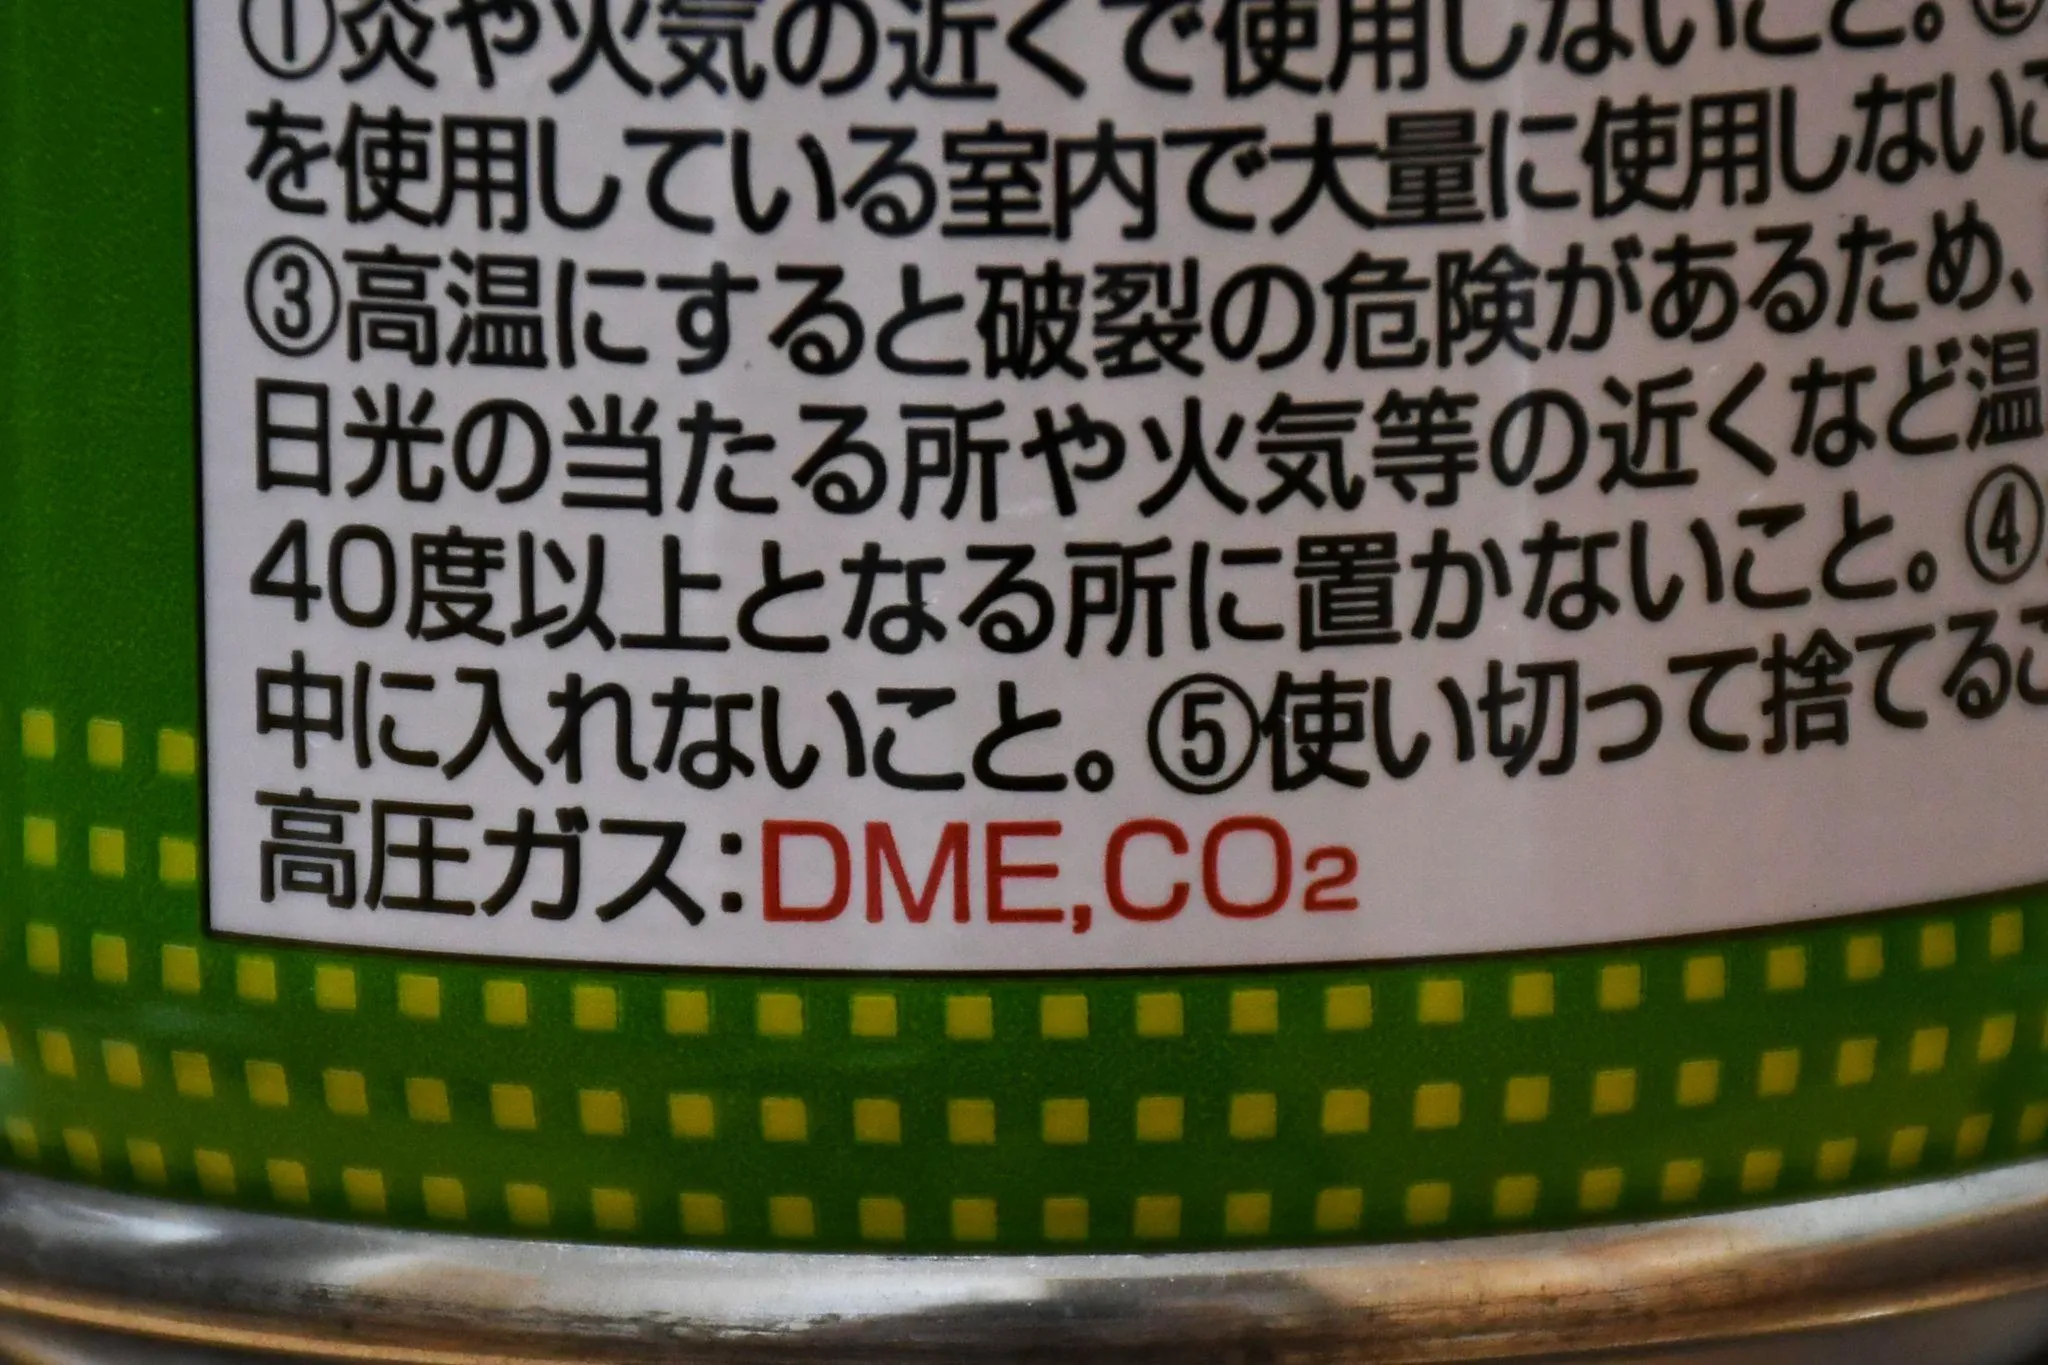 ①炎や火気の近くで使用しないこと。②
を使用している室内で大量に使用しないこ
③高温にすると破裂の危険があるため、
日光の当たる所や火気等の近くなど温
40度以上となる所に置かないこと。④
中に入れないこと。⑤使い切って捨てるこ
高圧ガス:DME,CO2